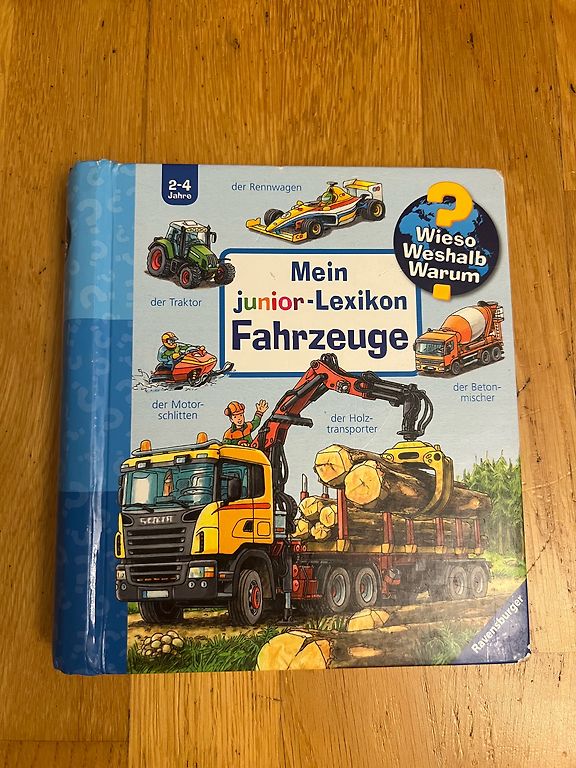 2-4
Jahre
der Rennwagen
Wieso
Weshalb
Warum
?
Mein
junior-Lexikon
Fahrzeuge
der Traktor
der Beton-
mischer
der Motor-
schlitten
der Holz-
transporter
SCANIA
Ravensburger